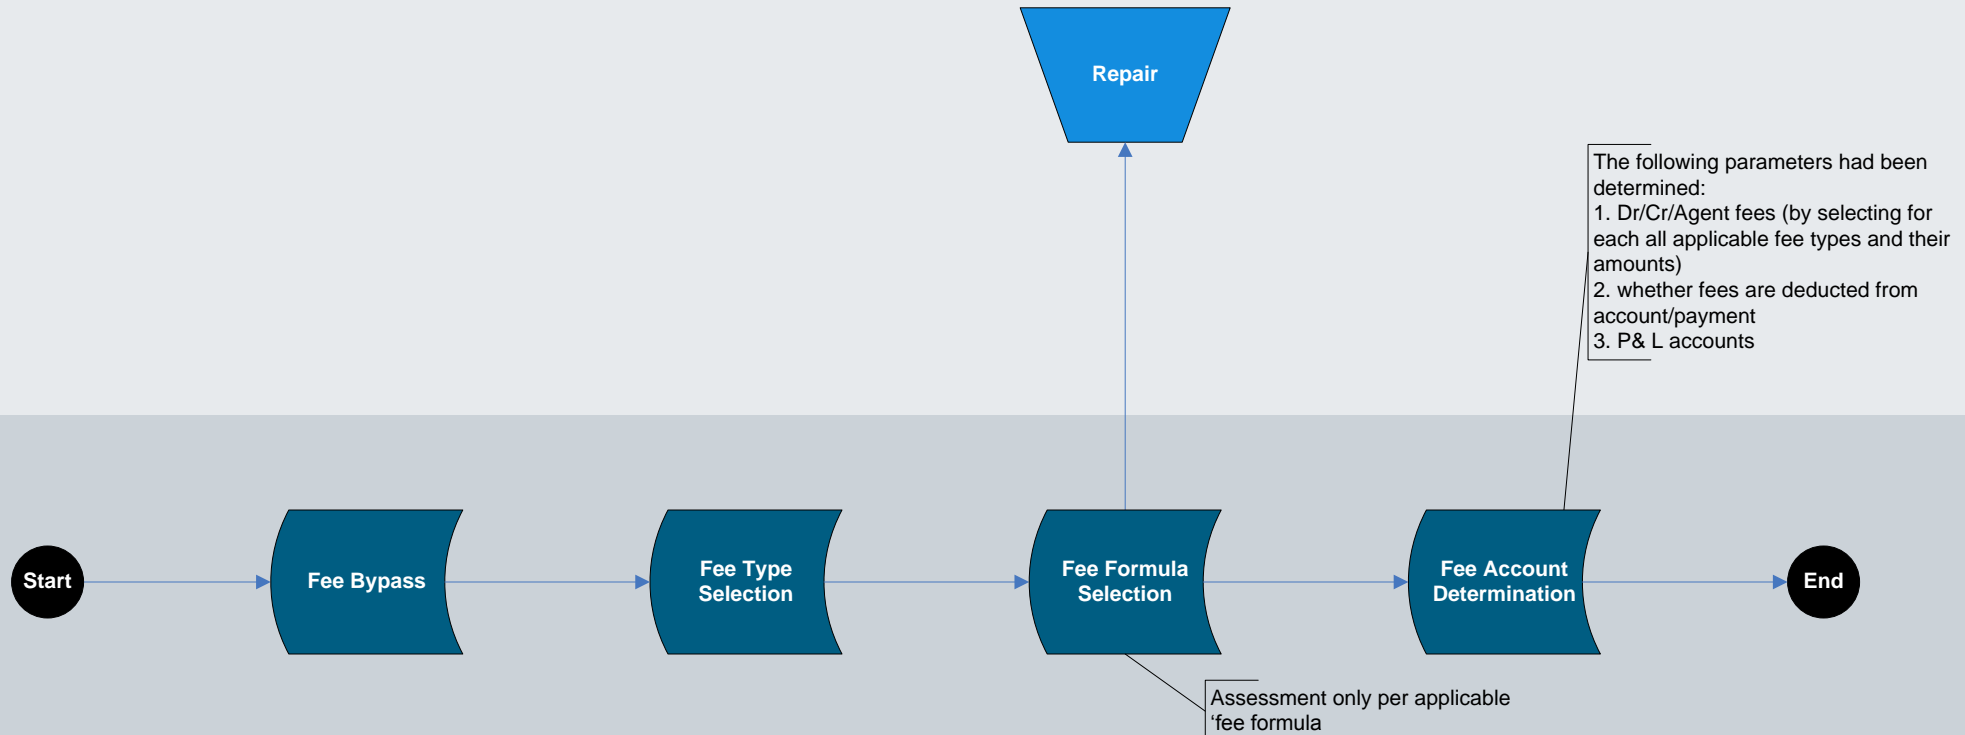 Repair
The following parameters had been
determined:
1. Dr/Cr/Agent fees (by selecting for
each all applicable fee types and their
amounts)
2. whether fees are deducted from
account/payment
3. P& L accounts
Start
Fee Bypass
Fee Type
Selection
Fee Formula
Selection
Fee Account
Determination
End
Assessment only per applicable
‘fee formula